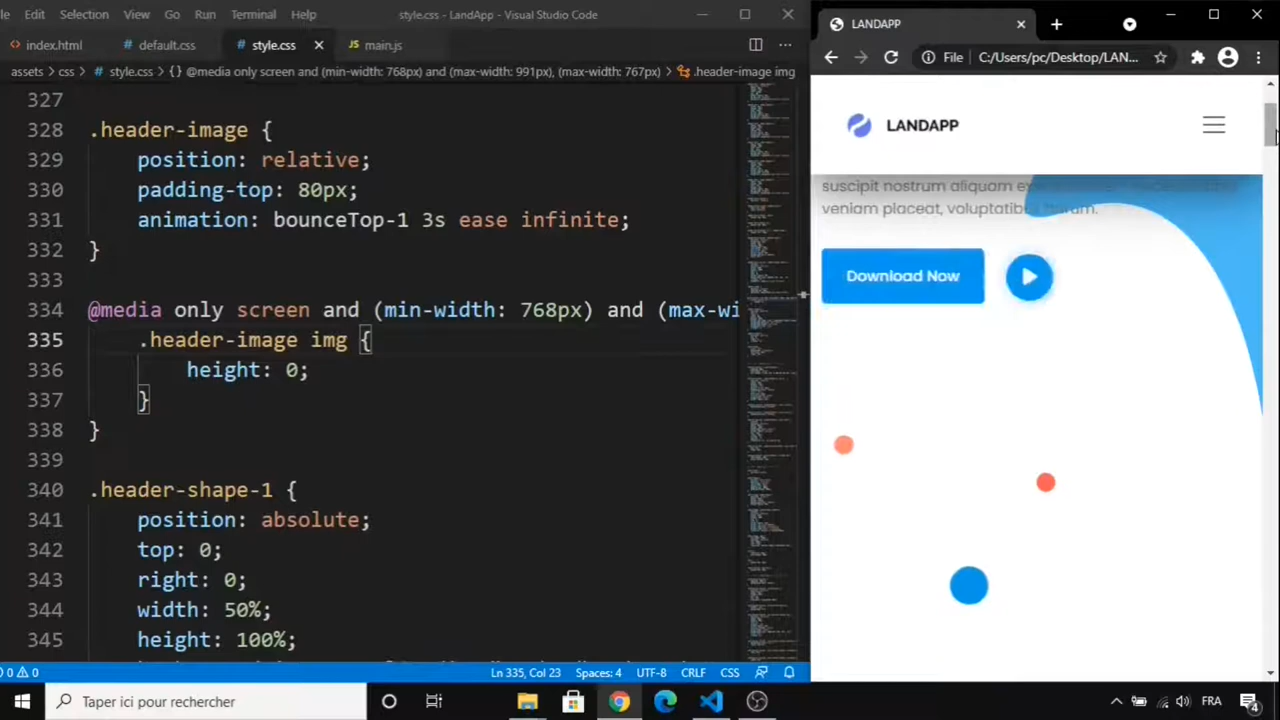 Edit Selection View Go Run Terminal Help style.css - LandApp - Visual Studio Code
index.html default.css style.css main.js
assets > css > style.css > {} @media only screen and (min-width: 768px) and (max-width: 991px), (max-width: 767px) > .header-image img
327
328 .header-image {
329 position: relative;
330 padding-top: 80px;
331 animation: bounceTop-1 3s ease infinite;
332 }
333
334 @media only screen and (min-width: 768px) and (max-wi
335 .header-image img {
336 height: 0;
337 }
338 }
339
340 .header-shape-1 {
341 position: absolute;
342 top: 0;
343 right: 0;
344 width: 50%;
345 height: 100%;
0 0 Ln 335, Col 23 Spaces: 4 UTF-8 CRLF CSS
LANDAPP
File C:/Users/pc/Desktop/LAN...
LANDAPP
suscipit nostrum aliquam
veniam placeat, voluptatibus harum.
Download Now
Taper ici pour rechercher
FRA
4